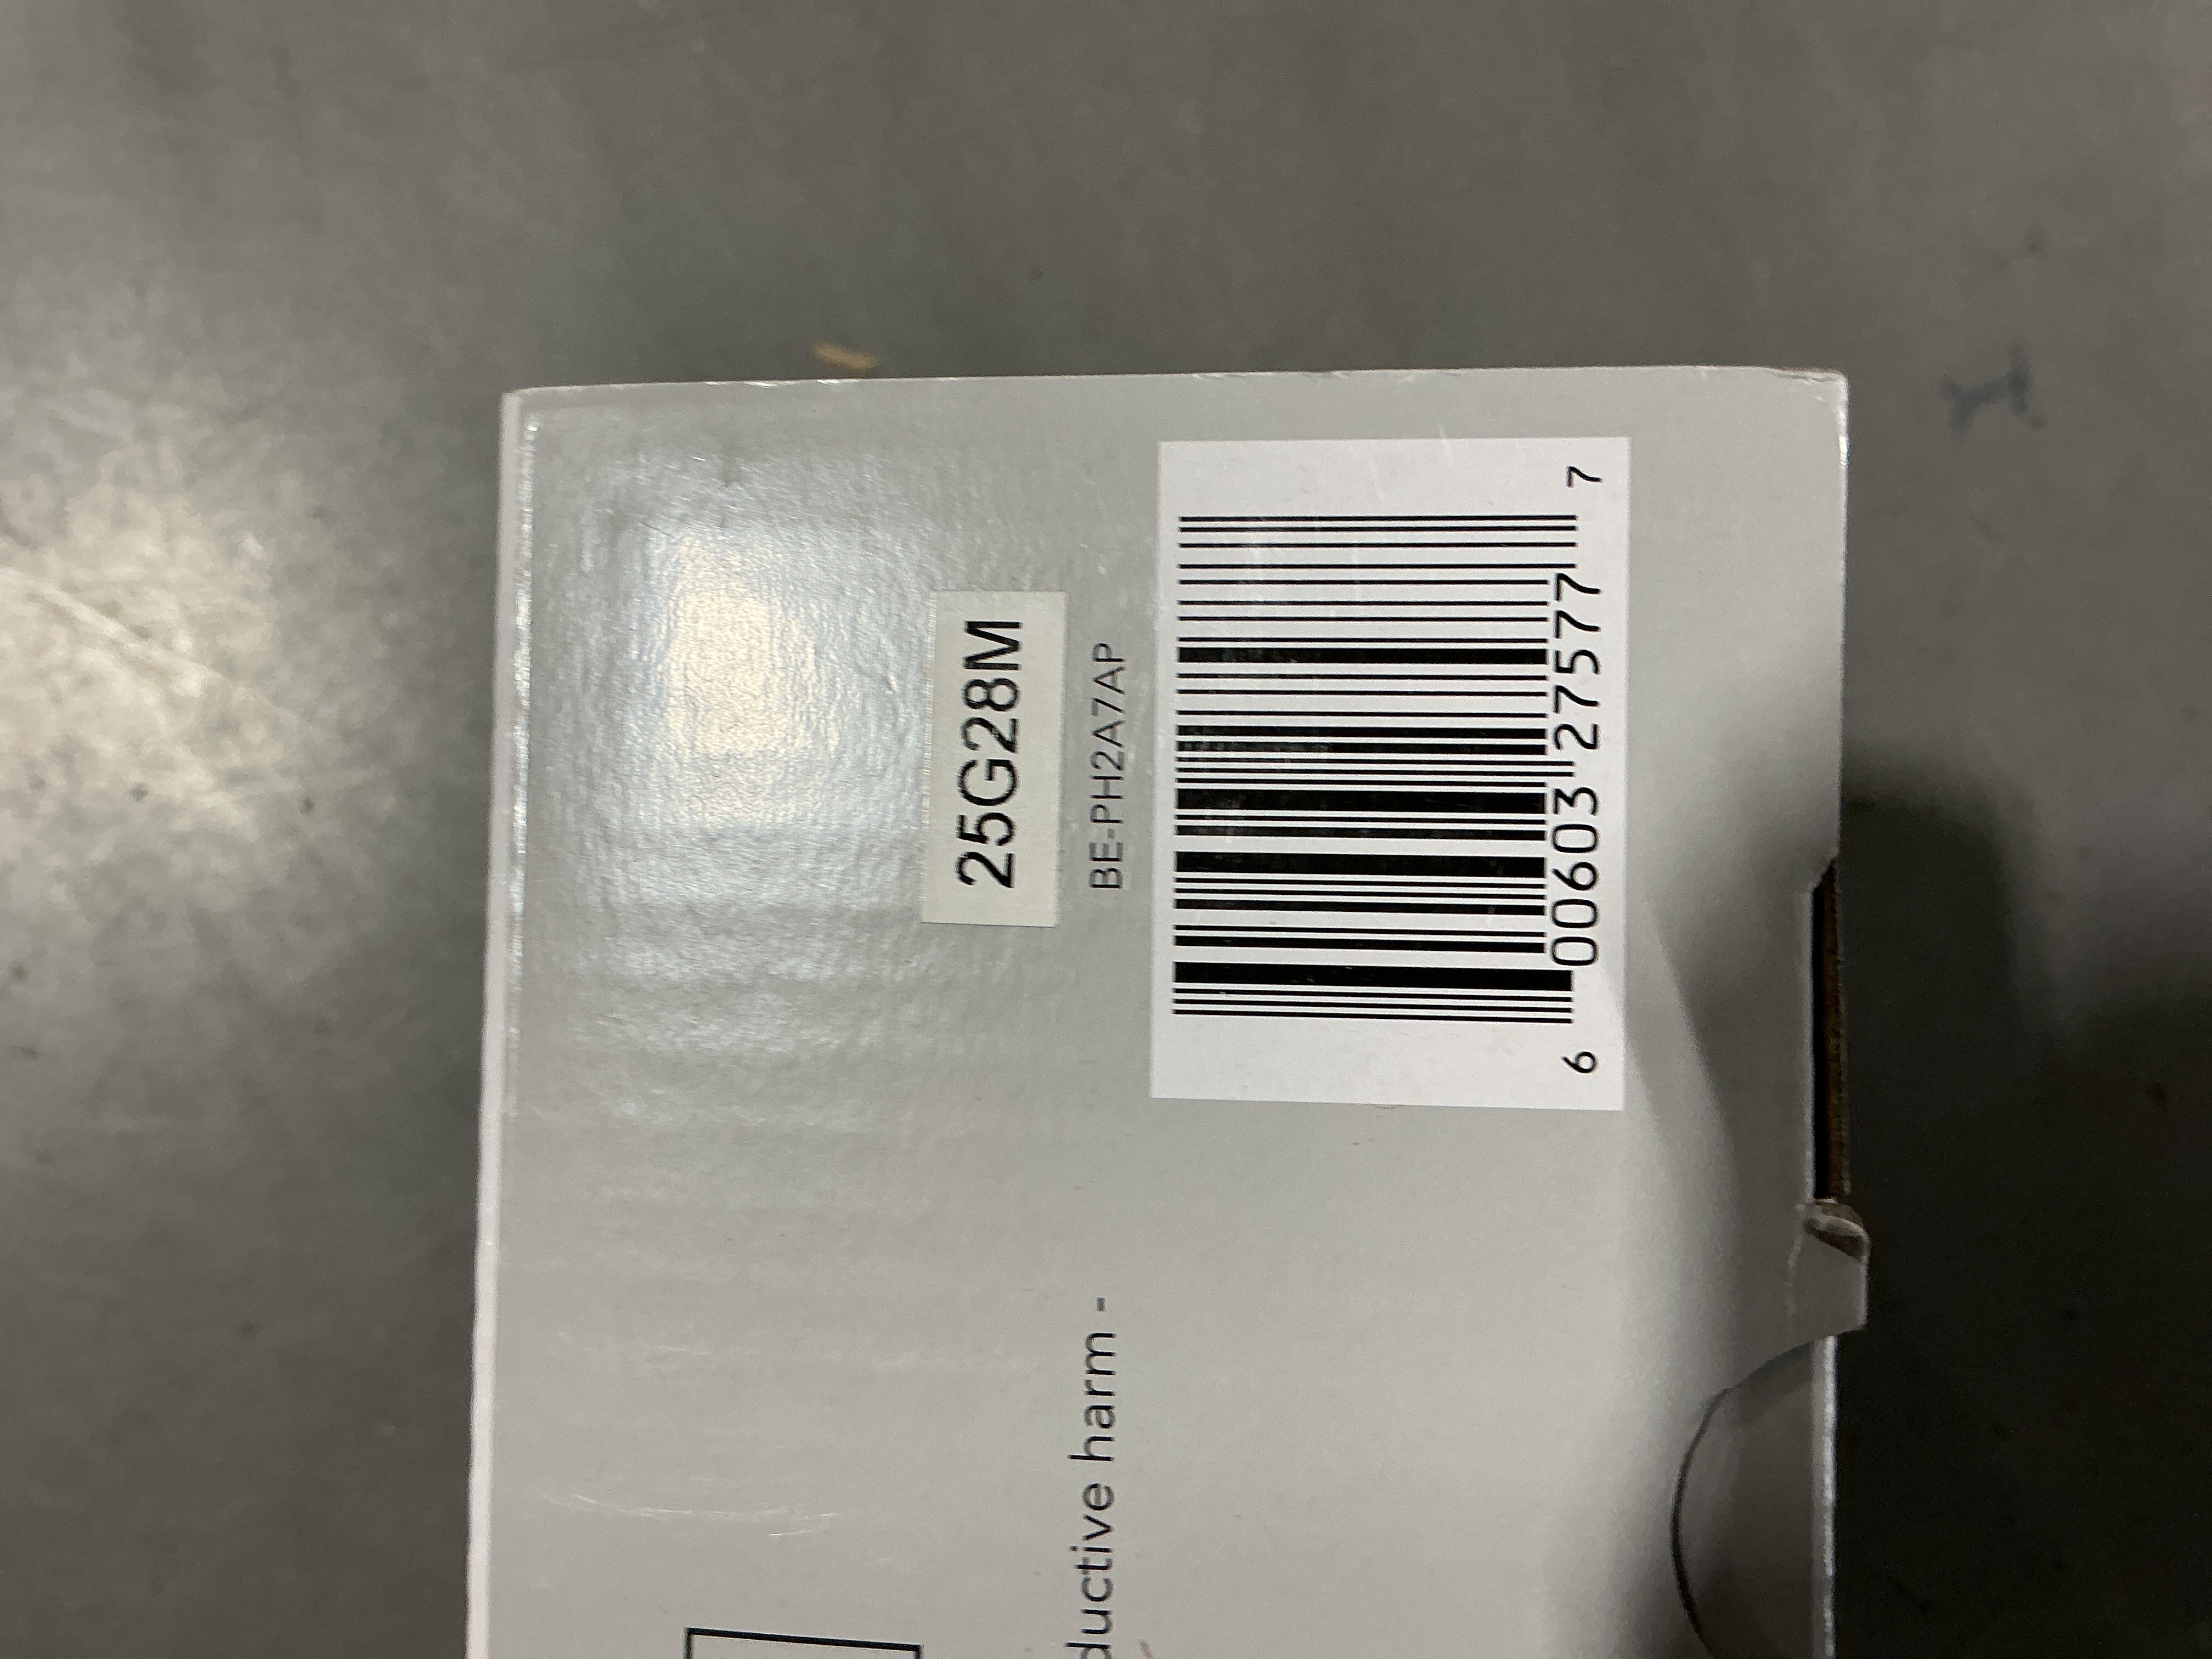 25G28M
BE-PH2A7AP
6 00603 27577 7
ductive harm -